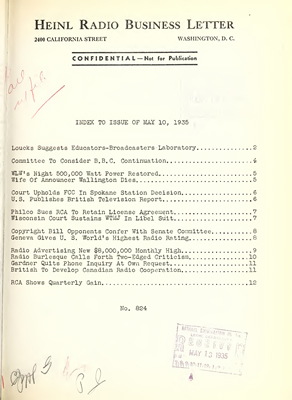 HEINL RADIO BUSINESS LETTER
2400 CALIFORNIA STREET WASHINGTON, D. C.
CONFIDENTIAL—Not for Publication
INDEX TO ISSUE OF MAY 10, 1935
Loucks Suggests Educators-Broadcasters Laboratory............2
Committee To Consider B.B.C. Continuation....................4
WLW's Night 500,000 Watt Power Restored......................5
Wife Of Announcer Wallington Dies............................5
Court Upholds FCC In Spokane Station Decision................6
U.S. Publishes British Television Report.....................6
Philco Sues RCA To Retain License Agreement..................7
Wisconsin Court Sustains WTMJ In Libel Suit..................7
Copyright Bill Opponents Confer With Senate Committee........8
Geneva Gives U. S. World's Highest Radio Rating..............8
Radio Advertising New $8,000,000 Monthly High................9
Radio Burlesque Calls Forth Two-Edged Criticism.............10
Gardner Quits Phone Inquiry At Own Request..................11
British To Develop Canadian Radio Cooperation...............11
RCA Shows Quarterly Gain....................................12
No. 824
MAY 13 1935